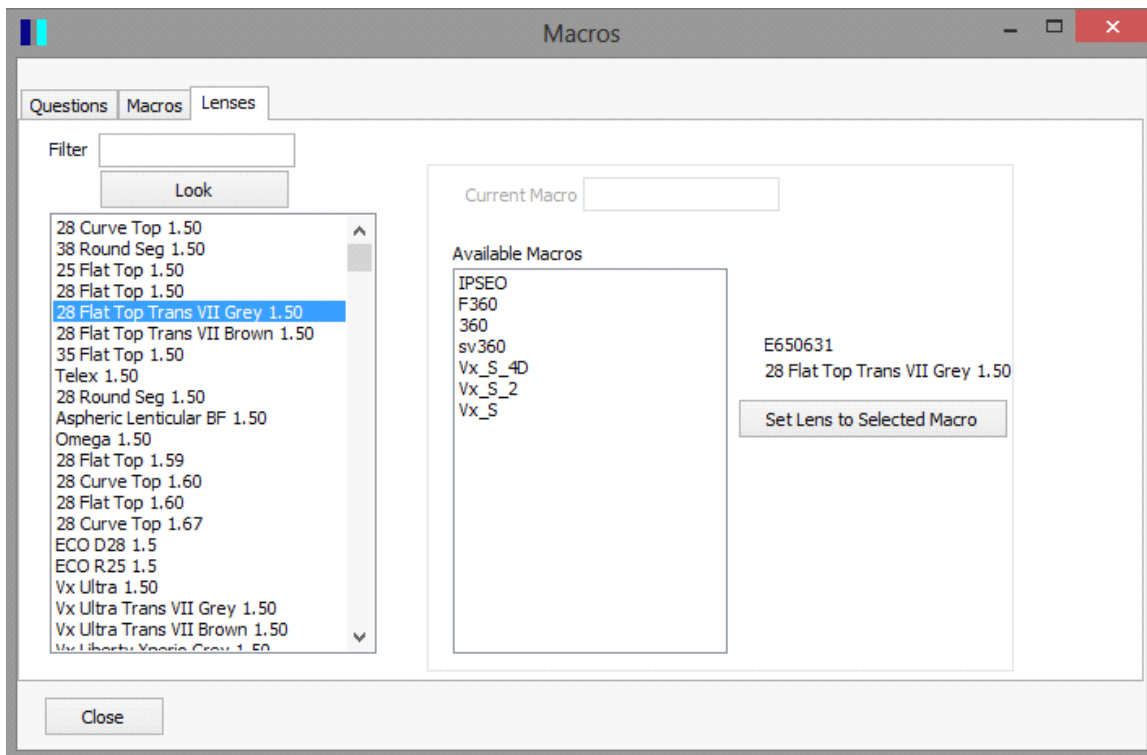 Macros
Questions Macros Lenses
Filter
Look
28 Curve Top 1.50
38 Round Seg 1.50
25 Flat Top 1.50
28 Flat Top 1.50
28 Flat Top Trans VII Grey 1.50
28 Flat Top Trans VII Brown 1.50
35 Flat Top 1.50
Telex 1.50
28 Round Seg 1.50
Aspheric Lenticular BF 1.50
Omega 1.50
28 Flat Top 1.59
28 Curve Top 1.60
28 Flat Top 1.60
28 Curve Top 1.67
ECO D28 1.5
ECO R25 1.5
Vx Ultra 1.50
Vx Ultra Trans VII Grey 1.50
Vx Ultra Trans VII Brown 1.50
Vx Liberty Xperio Grey 1.50
Current Macro
Available Macros
IPSEO
F360
360
sv360
Vx_S_4D
Vx_S_2
Vx_S
E650631
28 Flat Top Trans VII Grey 1.50
Set Lens to Selected Macro
Close